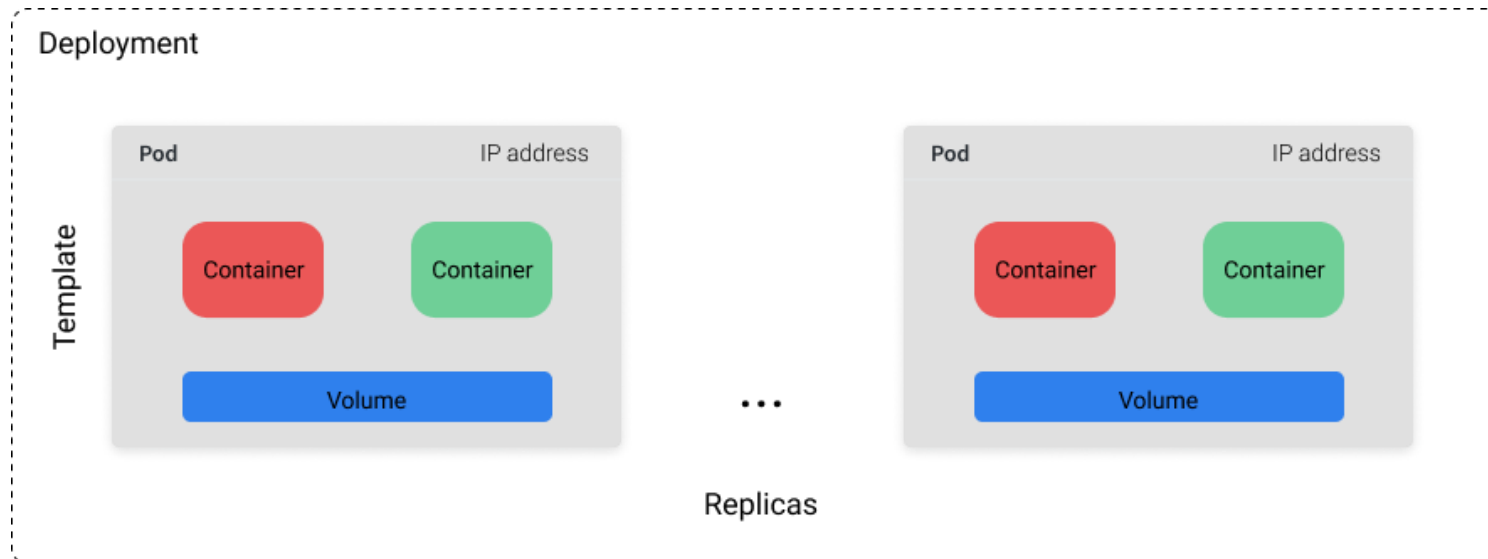 Deployment
Pod IP address
Container Container
Volume
Template
...
Pod IP address
Container Container
Volume
Replicas